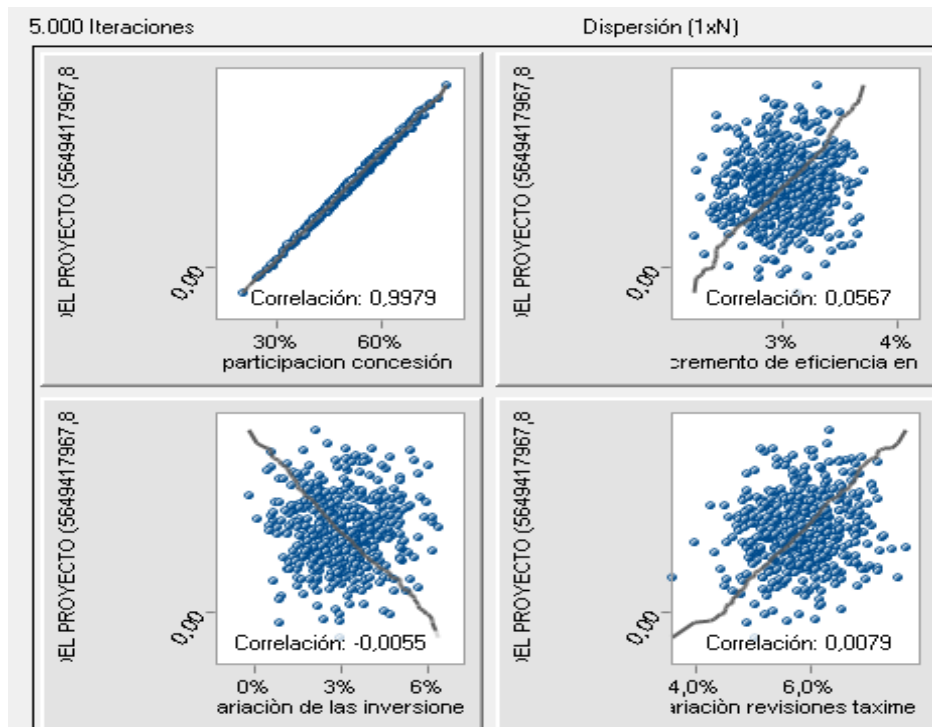 5.000 Iteraciones
Dispersión (1xN)
)EL PROYECTO (5649417967,8
0,00
Correlación: 0,9979
30% 60%
participacion concesión
)EL PROYECTO (5649417967,8
0,00
Correlación: 0,0567
3% 4%
cremento de eficiencia en
)EL PROYECTO (5649417967,8
0,00
Correlación: -0,0055
0% 3% 6%
ariaciòn de las inversione
)EL PROYECTO (5649417967,8
0,00
Correlación: 0,0079
4,0% 6,0%
ariaciòn revisiones taxime